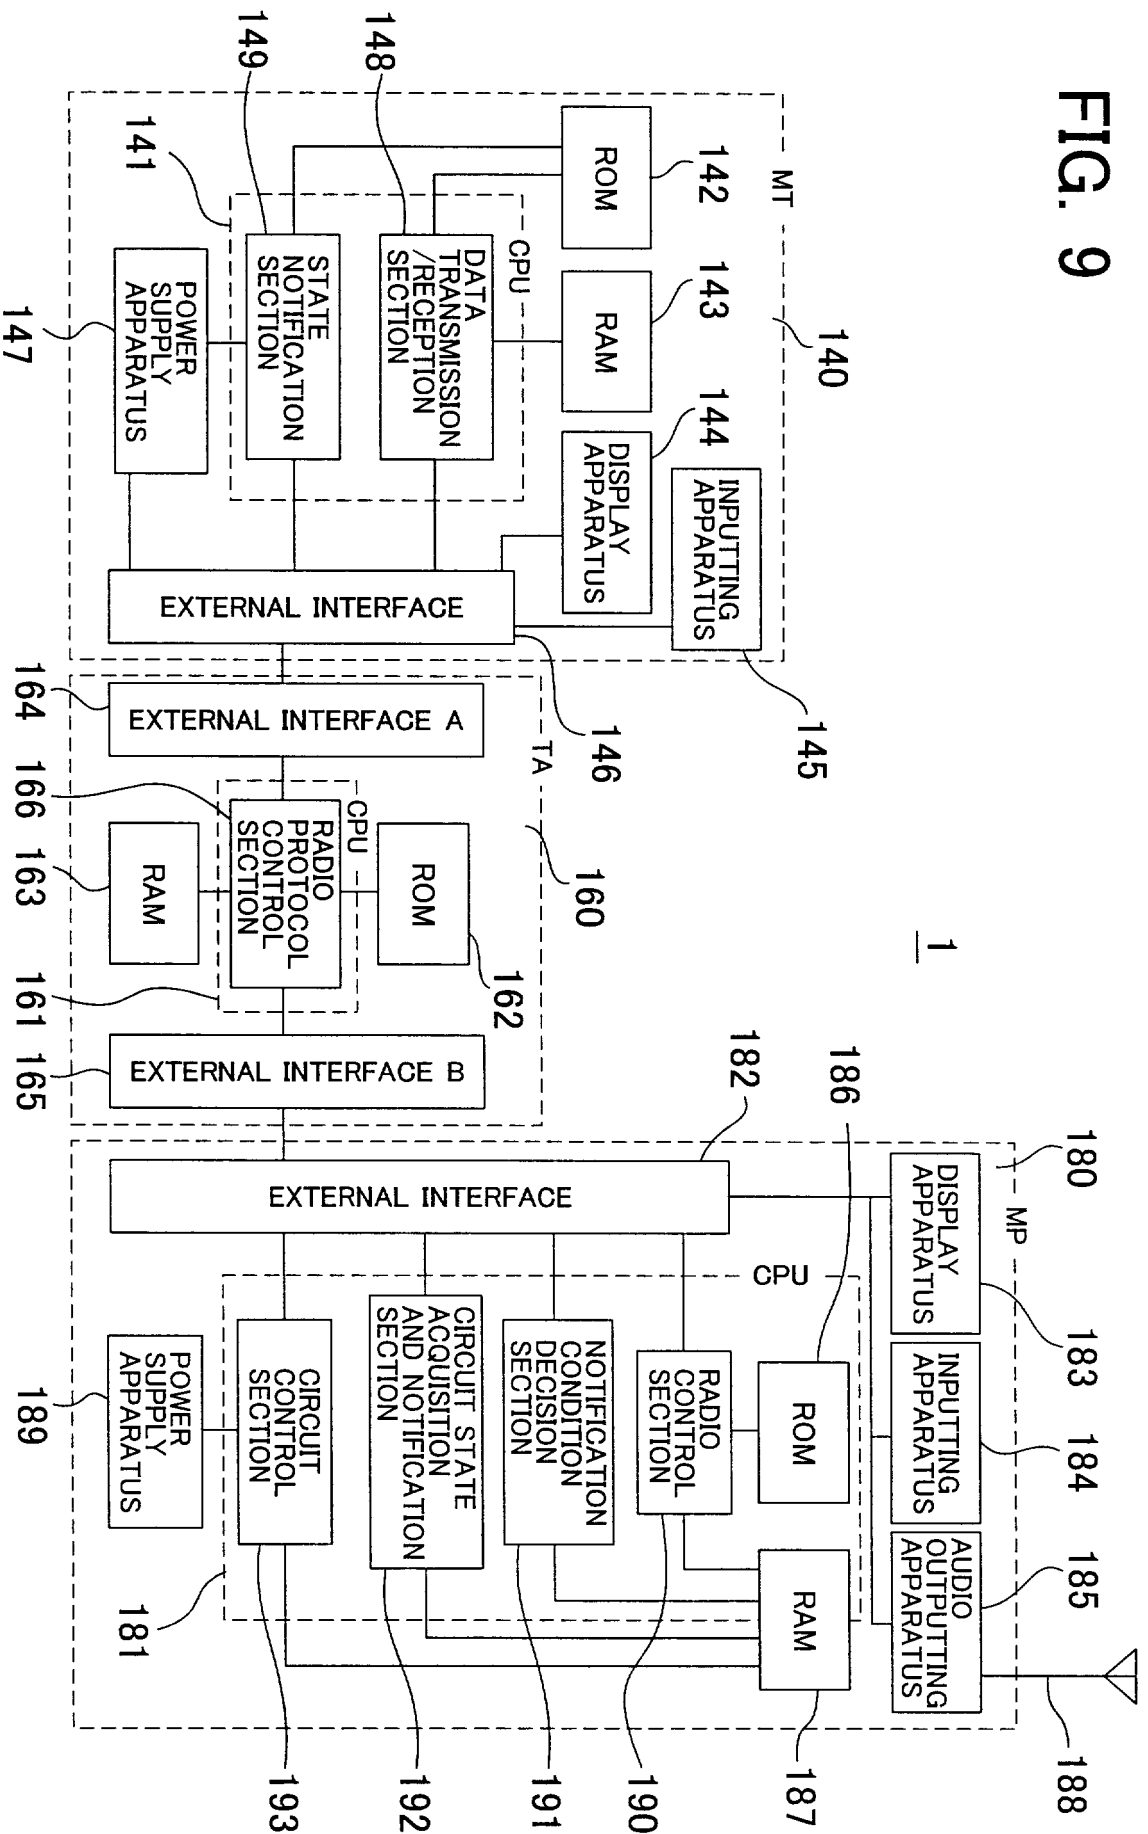 FIG. 9
1
MT
140
ROM
142
RAM
143
DISPLAY
APPARATUS
144
INPUTTING
APPARATUS
145
CPU
141
DATA
TRANSMISSION
/RECEPTION
SECTION
148
STATE
NOTIFICATION
SECTION
149
POWER
SUPPLY
APPARATUS
147
EXTERNAL INTERFACE
146
TA
160
EXTERNAL INTERFACE A
164
CPU
161
RADIO
PROTOCOL
CONTROL
SECTION
166
ROM
162
RAM
163
EXTERNAL INTERFACE B
165
MP
180
EXTERNAL INTERFACE
182
DISPLAY
APPARATUS
183
INPUTTING
APPARATUS
184
AUDIO
OUTPUTTING
APPARATUS
185
188
CPU
181
ROM
186
RAM
187
RADIO
CONTROL
SECTION
190
NOTIFICATION
CONDITION
DECISION
SECTION
191
CIRCUIT STATE
ACQUISITION
AND NOTIFICATION
SECTION
192
CIRCUIT
CONTROL
SECTION
193
POWER
SUPPLY
APPARATUS
189